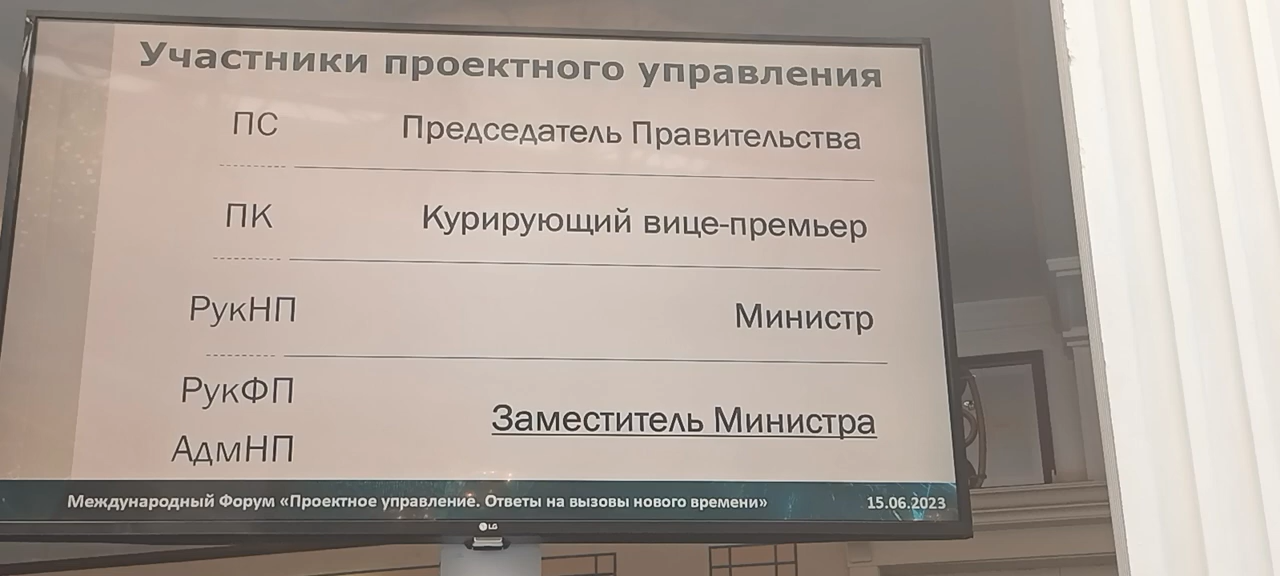 Участники проектного управления
ПС Председатель Правительства
ПК Курирующий вице-премьер
РукНП Министр
РукФП
Заместитель Министра
АдмНП
Международный Форум «Проектное управление. Ответы на вызовы нового времени» 15.06.2023
LG